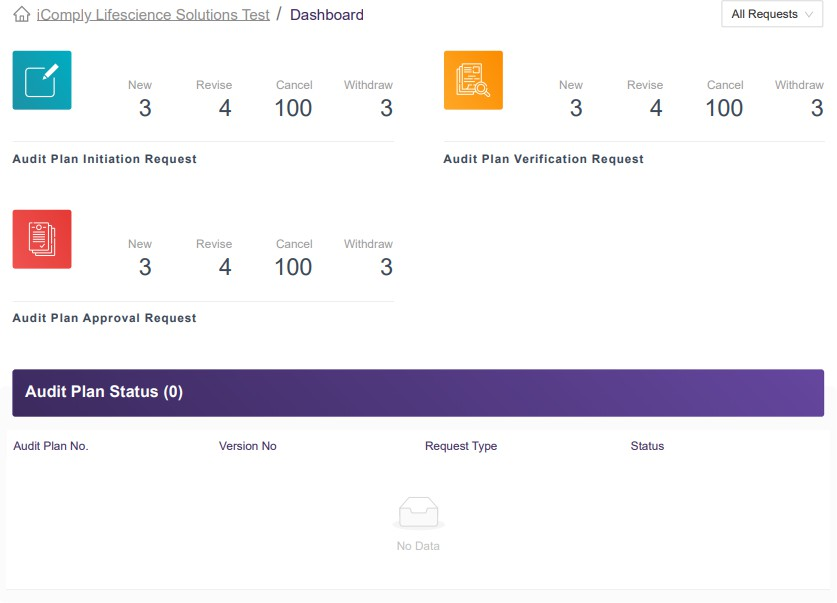 iComply Lifescience Solutions Test / Dashboard
All Requests
New Revise Cancel Withdraw
3 4 100 3
Audit Plan Initiation Request
New Revise Cancel Withdraw
3 4 100 3
Audit Plan Verification Request
New Revise Cancel Withdraw
3 4 100 3
Audit Plan Approval Request
Audit Plan Status (0)
Audit Plan No. Version No Request Type Status
No Data